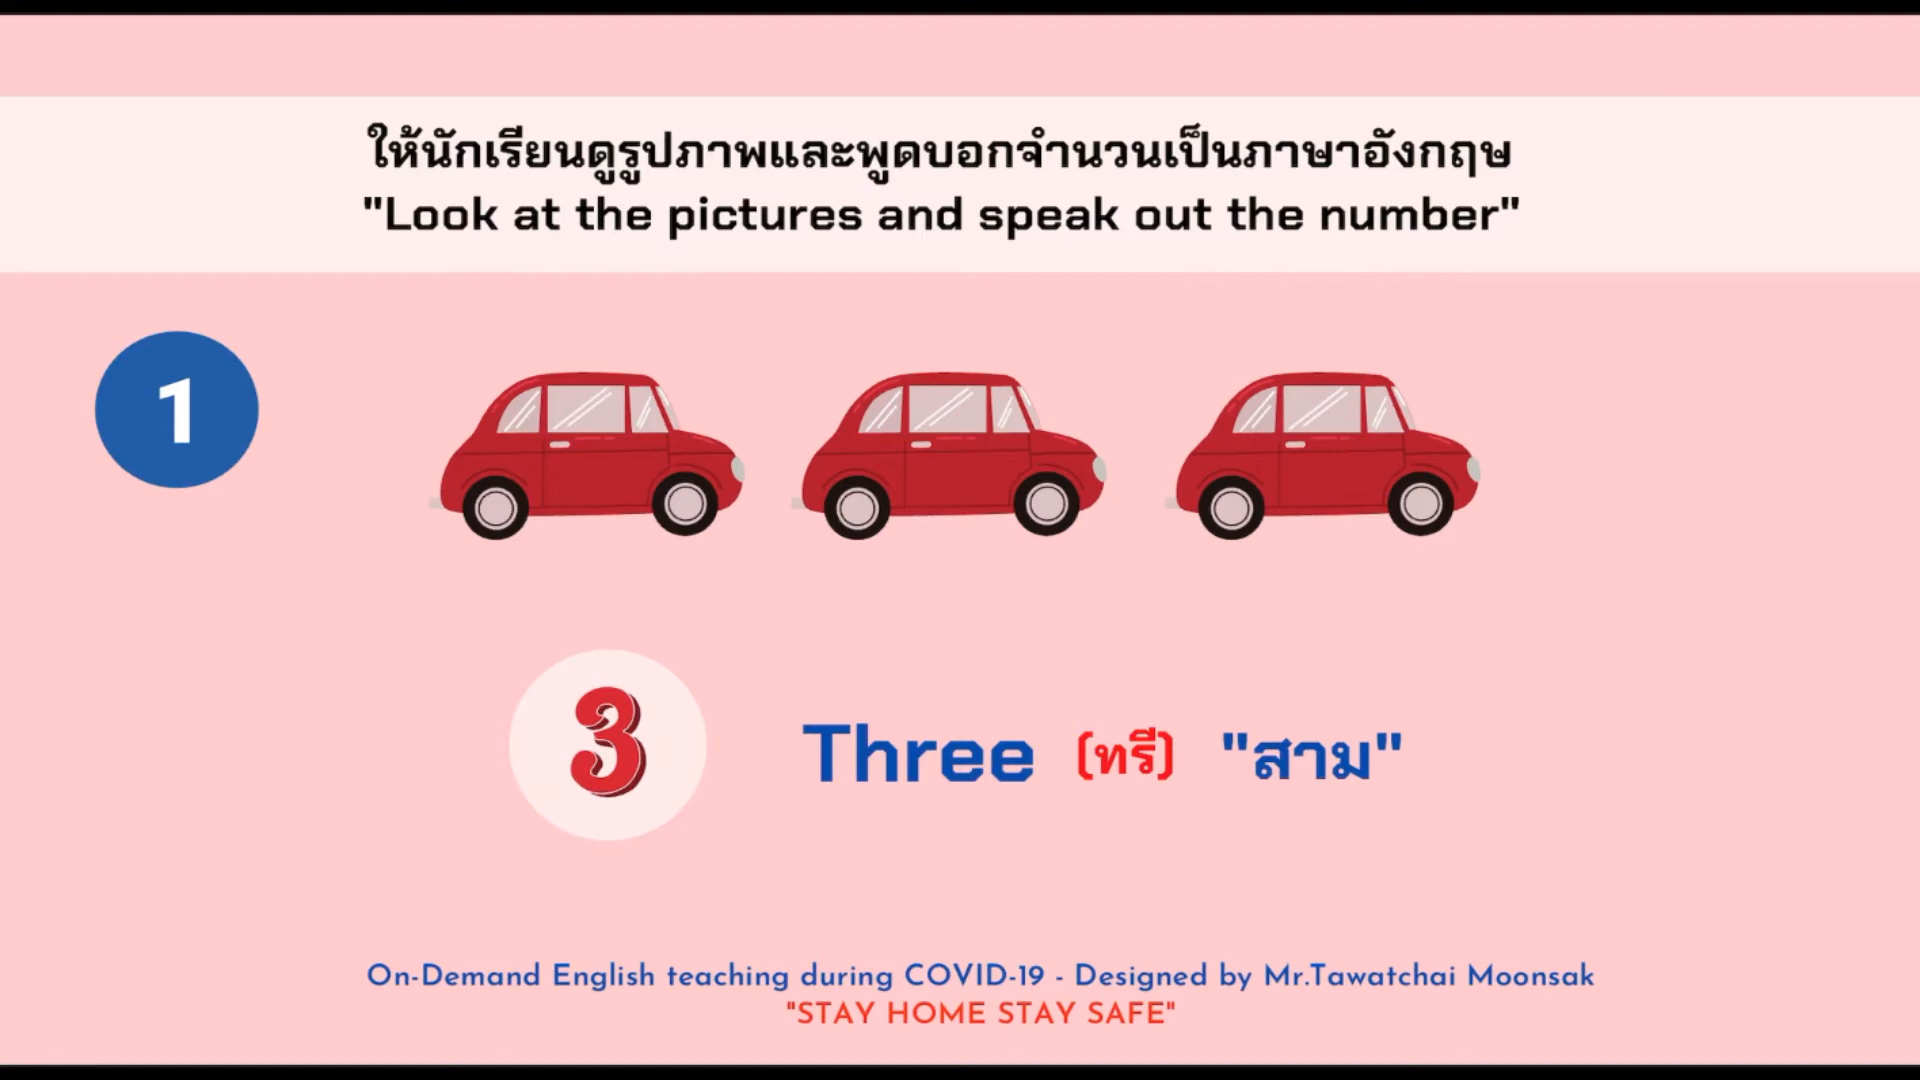 ให้นักเรียนดูรูปภาพและพูดบอกจำนวนเป็นภาษาอังกฤษ
"Look at the pictures and speak out the number"
1
3 Three (ทรี) "สาม"
On-Demand English teaching during COVID-19 - Designed by Mr.Tawatchai Moonsak
"STAY HOME STAY SAFE"